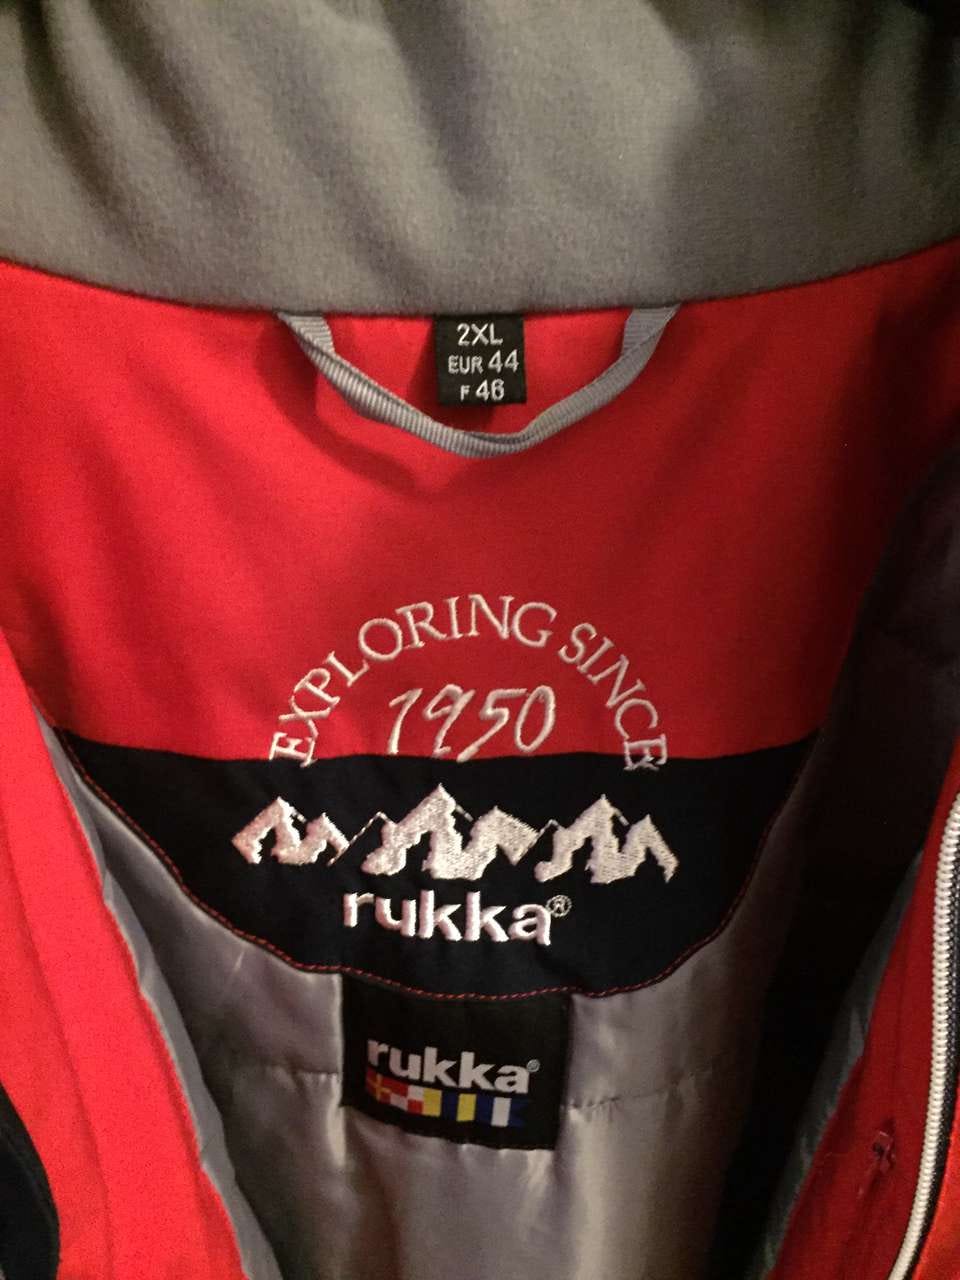 2XL
EUR 44
F 46
EXPLORING SINCE
1950
rukka®
rukka®